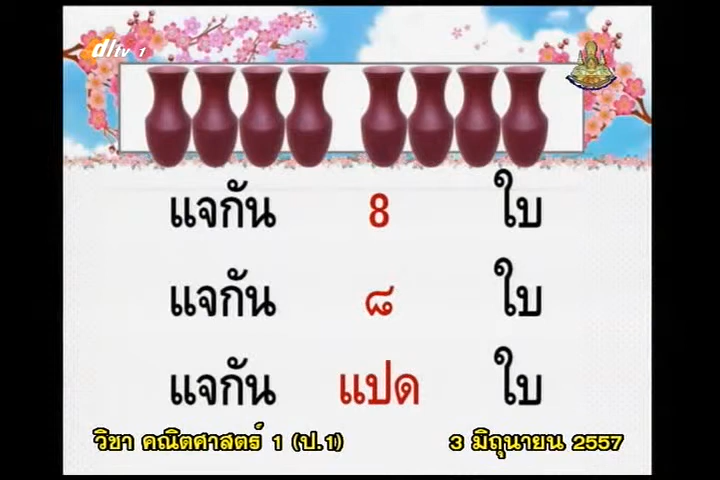 dltv 1
แจกัน 8 ใบ
แจกัน ๘ ใบ
แจกัน แปด ใบ
วิชา คณิตศาสตร์ 1 (ป.1) 3 มิถุนายน 2557